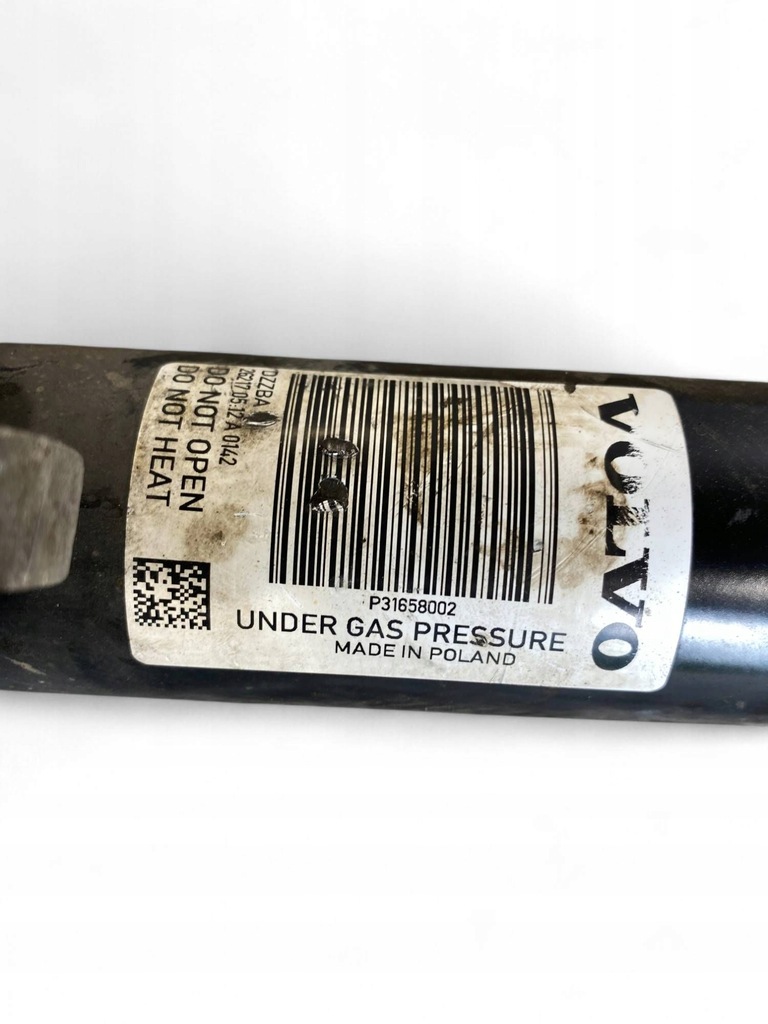 VOLVO
P31658002
UNDER GAS PRESSURE
MADE IN POLAND
DZZBA
DO NOT OPEN
DO NOT HEAT